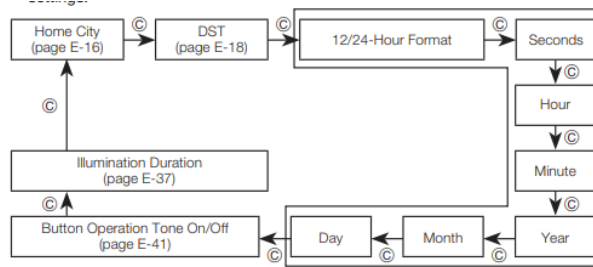 Home City
(page E-16)
Ⓒ
DST
(page E-18)
Ⓒ
12/24-Hour Format
Ⓒ
Seconds
Ⓒ
Hour
Ⓒ
Minute
Ⓒ
Year
Ⓒ
Month
Ⓒ
Day
Ⓒ
Button Operation Tone On/Off
(page E-41)
Ⓒ
Illumination Duration
(page E-37)
Ⓒ